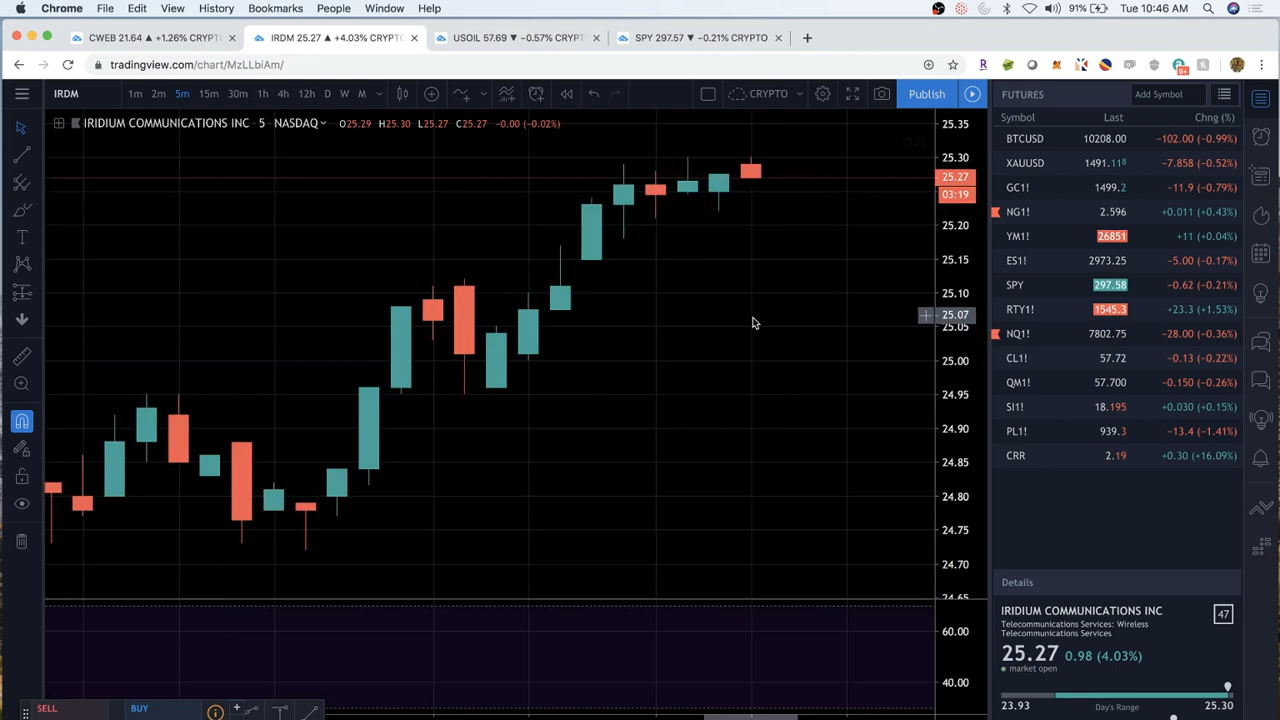 Chrome File Edit View History Bookmarks People Window Help 91% Tue 10:46 AM
CWEB 21.64 ▲ +1.26% CRYPTO × IRDM 25.27 ▲ +4.03% CRYPTO × USOIL 57.69 ▼ −0.57% CRYPTO × SPY 297.57 ▼ −0.21% CRYPTO × +
tradingview.com/chart/MzLLbiAm/
IRDM 1m 2m 5m 15m 30m 1h 4h 12h D W M CRYPTO Publish
IRIDIUM COMMUNICATIONS INC · 5 · NASDAQ O25.29 H25.30 L25.27 C25.27 −0.00 (−0.02%)
25.35
25.30
25.27
03:19
25.20
25.15
25.10
25.07
25.05
25.00
24.95
24.90
24.85
24.80
24.75
24.70
24.65
60.00
40.00
SELL BUY
FUTURES Add Symbol
Symbol Last Chng (%)
BTCUSD 10208.00 −102.00 (−0.99%)
XAUUSD 1491.118 −7.858 (−0.52%)
GC1! 1499.2 −11.9 (−0.79%)
NG1! 2.596 +0.011 (+0.43%)
YM1! 26851 +11 (+0.04%)
ES1! 2973.25 −5.00 (−0.17%)
SPY 297.58 −0.62 (−0.21%)
RTY1! 1545.3 +23.3 (+1.53%)
NQ1! 7802.75 −28.00 (−0.36%)
CL1! 57.72 −0.13 (−0.22%)
QM1! 57.700 −0.150 (−0.26%)
SI1! 18.195 +0.030 (+0.15%)
PL1! 939.3 −13.4 (−1.41%)
CRR 2.19 +0.30 (+16.09%)
Details
IRIDIUM COMMUNICATIONS INC 47
Telecommunications Services: Wireless
Telecommunications Services
25.27 0.98 (4.03%)
market open
23.93 Day's Range 25.30